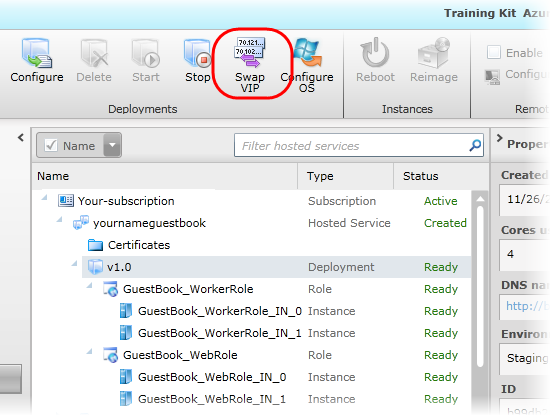 Training Kit Azur
Configure
Delete
Start
Stop
70,121...
70,102...
Swap VIP
Configure OS
Reboot
Reimage
Enable
Configu
Deployments
Instances
Remo
Name
Filter hosted services
Proper
Name Type Status
Your-subscription Subscription Active
yournameguestbook Hosted Service Created
Certificates
v1.0 Deployment Ready
GuestBook_WorkerRole Role Ready
GuestBook_WorkerRole_IN_0 Instance Ready
GuestBook_WorkerRole_IN_1 Instance Ready
GuestBook_WebRole Role Ready
GuestBook_WebRole_IN_0 Instance Ready
GuestBook_WebRole_IN_1 Instance Ready
Created
11/26/2
Cores u
4
DNS na
http://b
Environ
Staging
ID